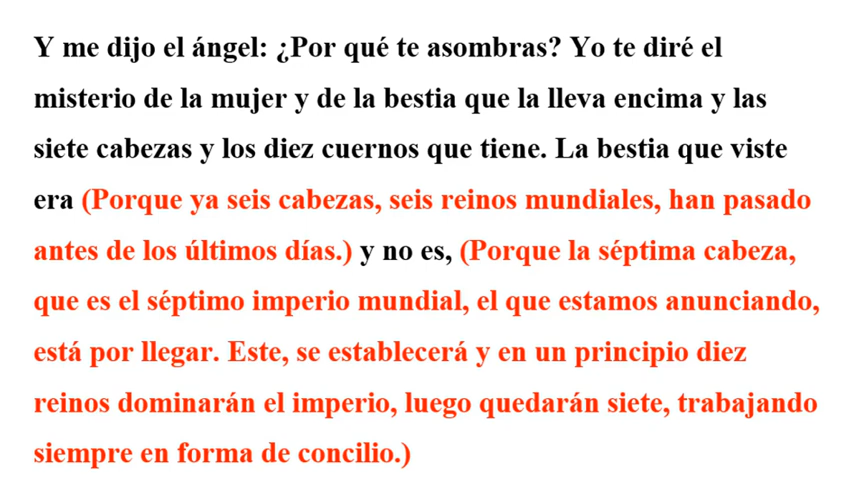 Y me dijo el ángel: ¿Por qué te asombras? Yo te diré el
misterio de la mujer y de la bestia que la lleva encima y las
siete cabezas y los diez cuernos que tiene. La bestia que viste
era (Porque ya seis cabezas, seis reinos mundiales, han pasado
antes de los últimos días.) y no es, (Porque la séptima cabeza,
que es el séptimo imperio mundial, el que estamos anunciando,
está por llegar. Este, se establecerá y en un principio diez
reinos dominarán el imperio, luego quedarán siete, trabajando
siempre en forma de concilio.)